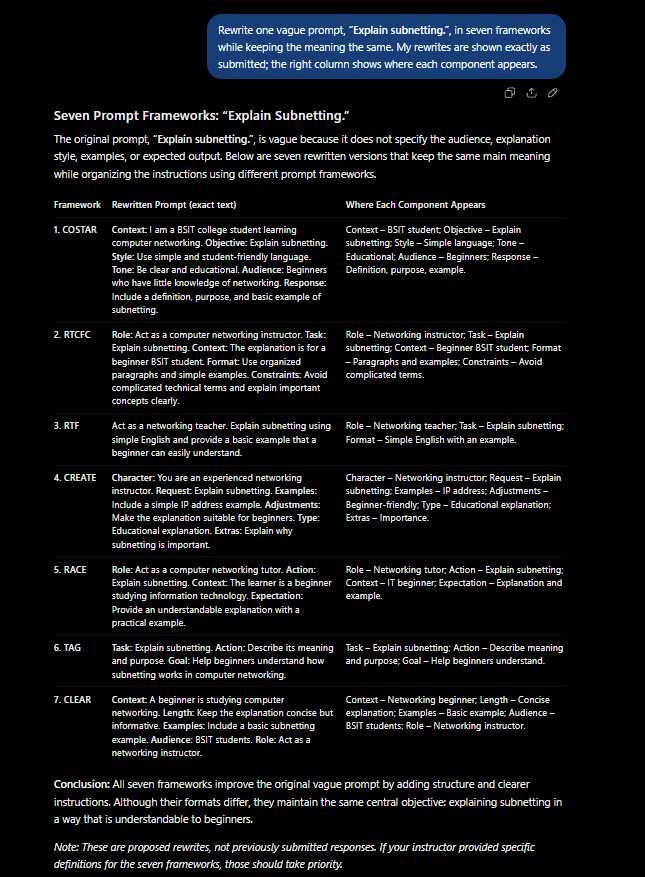 Rewrite one vague prompt, “Explain subnetting.”, in seven frameworks
while keeping the meaning the same. My rewrites are shown exactly as
submitted; the right column shows where each component appears.
Seven Prompt Frameworks: “Explain Subnetting.”
The original prompt, “Explain subnetting.”, is vague because it does not specify the audience, explanation
style, examples, or expected output. Below are seven rewritten versions that keep the same main meaning
while organizing the instructions using different prompt frameworks.
Framework Rewritten Prompt (exact text) Where Each Component Appears
1. COSTAR
Context: I am a BSIT college student learning
computer networking. Objective: Explain subnetting.
Style: Use simple and student-friendly language.
Tone: Be clear and educational. Audience: Beginners
who have little knowledge of networking. Response:
Include a definition, purpose, and basic example of
subnetting.
Context – BSIT student; Objective – Explain
subnetting; Style – Simple language; Tone –
Educational; Audience – Beginners; Response –
Definition, purpose, example.
2. RTCFC
Role: Act as a computer networking instructor. Task:
Explain subnetting. Context: The explanation is for a
beginner BSIT student. Format: Use organized
paragraphs and simple examples. Constraints: Avoid
complicated technical terms and explain important
concepts clearly.
Role – Networking instructor; Task – Explain
subnetting; Context – Beginner BSIT student; Format
– Paragraphs and examples; Constraints – Avoid
complicated terms.
3. RTF
Act as a networking teacher. Explain subnetting using
simple English and provide a basic example that a
beginner can easily understand.
Role – Networking teacher; Task – Explain subnetting;
Format – Simple English with an example.
4. CREATE
Character: You are an experienced networking
instructor. Request: Explain subnetting. Examples:
Include a simple IP address example. Adjustments:
Make the explanation suitable for beginners. Type:
Educational explanation. Extras: Explain why
subnetting is important.
Character – Networking instructor; Request – Explain
subnetting; Examples – IP address; Adjustments –
Beginner-friendly; Type – Educational explanation;
Extras – Importance.
5. RACE
Role: Act as a computer networking tutor. Action:
Explain subnetting. Context: The learner is a beginner
studying information technology. Expectation:
Provide an understandable explanation with a
practical example.
Role – Networking tutor; Action – Explain subnetting;
Context – IT beginner; Expectation – Explanation and
example.
6. TAG
Task: Explain subnetting. Action: Describe its meaning
and purpose. Goal: Help beginners understand how
subnetting works in computer networking.
Task – Explain subnetting; Action – Describe meaning
and purpose; Goal – Help beginners understand.
7. CLEAR
Context: A beginner is studying computer
networking. Length: Keep the explanation concise but
informative. Examples: Include a basic subnetting
example. Audience: BSIT students. Role: Act as a
networking instructor.
Context – Networking beginner; Length – Concise
explanation; Examples – Basic example; Audience –
BSIT students; Role – Networking instructor.
Conclusion: All seven frameworks improve the original vague prompt by adding structure and clearer
instructions. Although their formats differ, they maintain the same central objective: explaining subnetting in
a way that is understandable to beginners.
Note: These are proposed rewrites, not previously submitted responses. If your instructor provided specific
definitions for the seven frameworks, those should take priority.